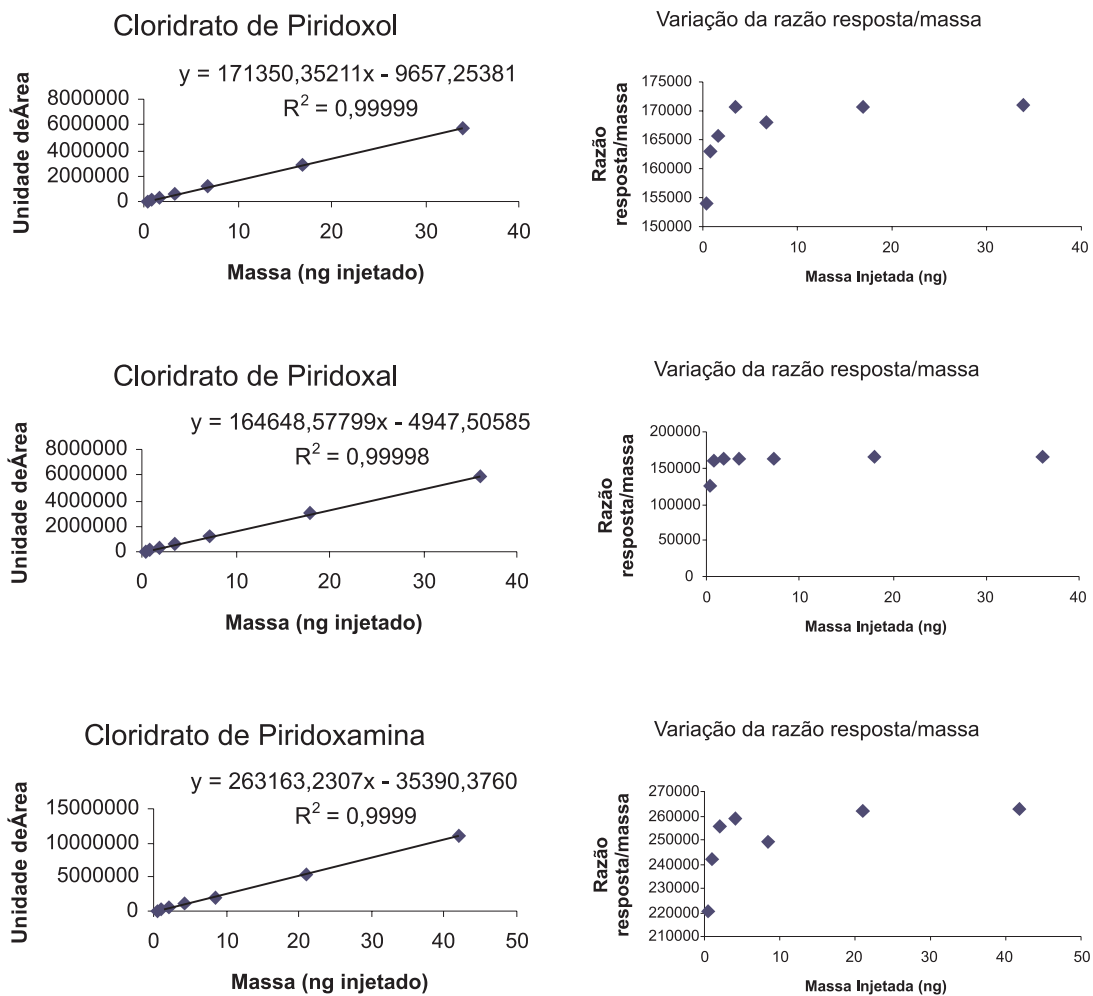 Cloridrato de Piridoxol
y = 171350,35211x - 9657,25381
R² = 0,99999
Unidade deÁrea
8000000
6000000
4000000
2000000
0
0 10 20 30 40
Massa (ng injetado)
Variação da razão resposta/massa
Razão
resposta/massa
175000
170000
165000
160000
155000
150000
0 10 20 30 40
Massa Injetada (ng)
Cloridrato de Piridoxal
y = 164648,57799x - 4947,50585
R² = 0,99998
Unidade deÁrea
8000000
6000000
4000000
2000000
0
0 10 20 30 40
Massa (ng injetado)
Variação da razão resposta/massa
Razão
resposta/massa
200000
150000
100000
50000
0
0 10 20 30 40
Massa Injetada (ng)
Cloridrato de Piridoxamina
y = 263163,2307x - 35390,3760
R² = 0,9999
Unidade deÁrea
15000000
10000000
5000000
0
0 10 20 30 40 50
Massa (ng injetado)
Variação da razão resposta/massa
Razão
resposta/massa
270000
260000
250000
240000
230000
220000
210000
0 10 20 30 40 50
Massa Injetada (ng)